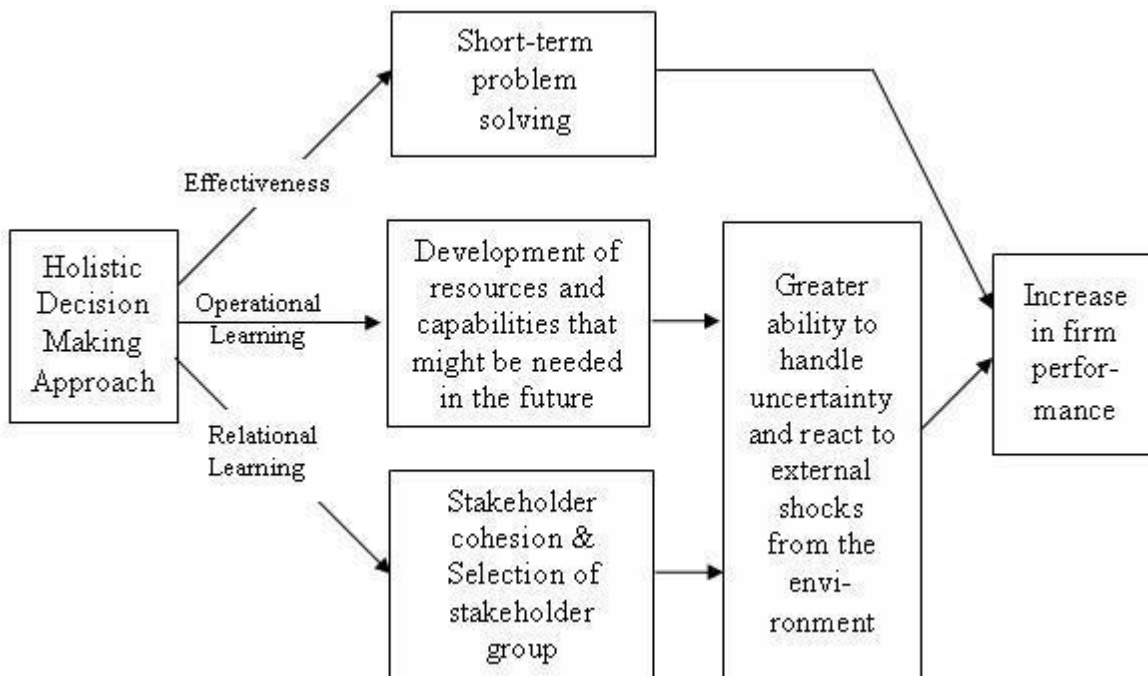 Short-term
problem
solving
Effectiveness
Holistic
Decision
Making
Approach
Operational
Learning
Development of
resources and
capabilities that
might be needed
in the future
Greater
ability to
handle
uncertainty
and react to
external
shocks
from the
envi-
ronment
Increase
in firm
perfor-
mance
Relational
Learning
Stakeholder
cohesion &
Selection of
stakeholder
group